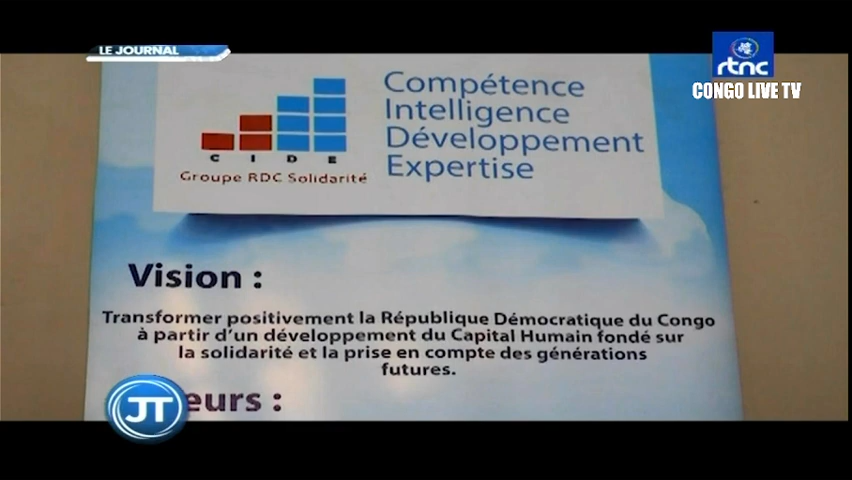 LE JOURNAL
rtnc
CONGO LIVE TV
Compétence
Intelligence
Développement
Expertise
CIDE
Groupe RDC Solidarité
Vision :
Transformer positivement la République Démocratique du Congo
à partir d'un développement du Capital Humain fondé sur
la solidarité et la prise en compte des générations
futures.
JT
eurs :